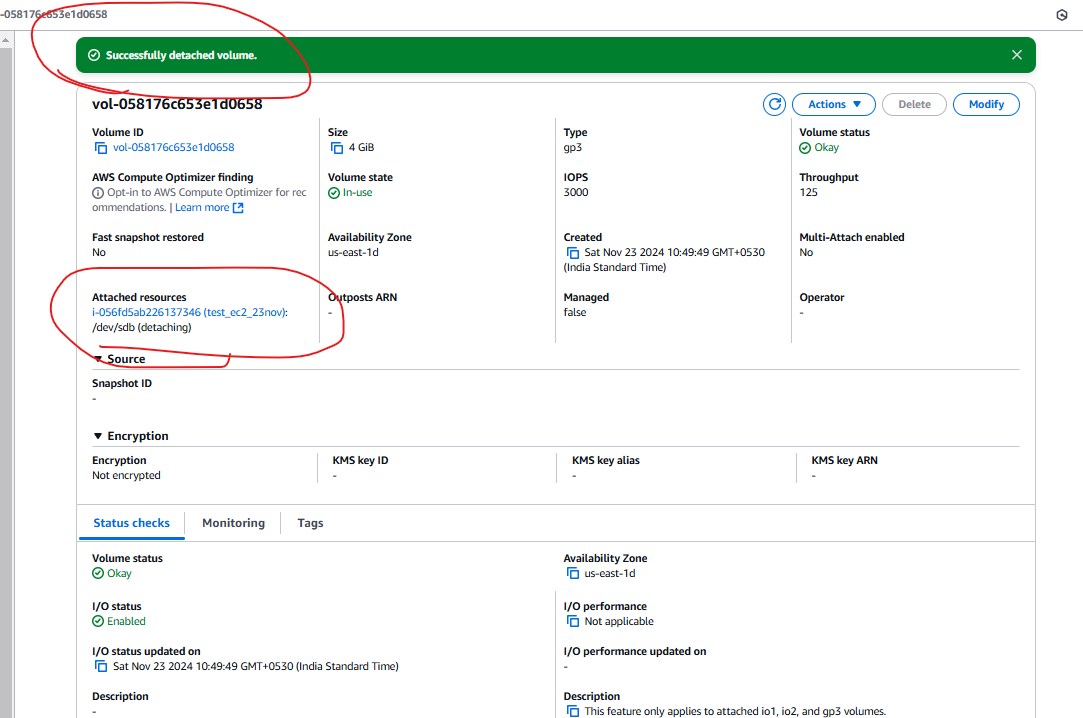 -058176c653e1d0658
Successfully detached volume.
vol-058176c653e1d0658
Actions
Delete
Modify
Volume ID
vol-058176c653e1d0658
Size
4 GiB
Type
gp3
Volume status
Okay
AWS Compute Optimizer finding
Opt-in to AWS Compute Optimizer for rec
ommendations. | Learn more
Volume state
In-use
IOPS
3000
Throughput
125
Fast snapshot restored
No
Availability Zone
us-east-1d
Created
Sat Nov 23 2024 10:49:49 GMT+0530
(India Standard Time)
Multi-Attach enabled
No
Attached resources
i-056fd5ab226137346 (test_ec2_23nov):
/dev/sdb (detaching)
Outposts ARN
-
Managed
false
Operator
-
Source
Snapshot ID
-
Encryption
Encryption
Not encrypted
KMS key ID
-
KMS key alias
-
KMS key ARN
-
Status checks
Monitoring
Tags
Volume status
Okay
Availability Zone
us-east-1d
I/O status
Enabled
I/O performance
Not applicable
I/O status updated on
Sat Nov 23 2024 10:49:49 GMT+0530 (India Standard Time)
I/O performance updated on
-
Description
-
Description
This feature only applies to attached io1, io2, and gp3 volumes.